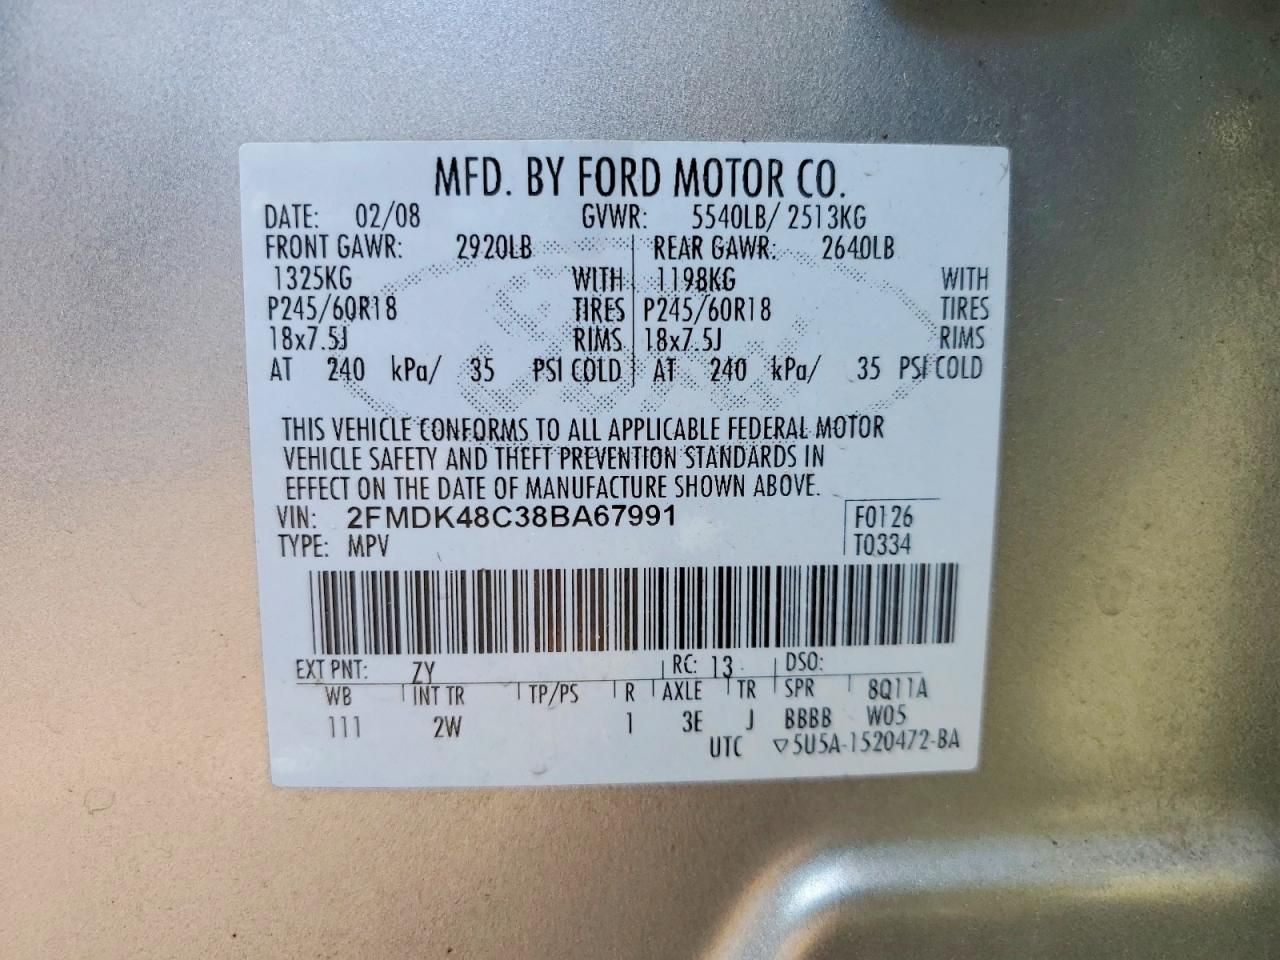 MFD. BY FORD MOTOR CO.
DATE: 02/08 GVWR: 5540LB/ 2513KG
FRONT GAWR: 2920LB REAR GAWR: 2640LB
1325KG WITH 1198KG WITH
P245/60R18 TIRES P245/60R18 TIRES
18x7.5J RIMS 18x7.5J RIMS
AT 240 kPa/ 35 PSI COLD AT 240 kPa/ 35 PSI COLD
THIS VEHICLE CONFORMS TO ALL APPLICABLE FEDERAL MOTOR
VEHICLE SAFETY AND THEFT PREVENTION STANDARDS IN
EFFECT ON THE DATE OF MANUFACTURE SHOWN ABOVE.
VIN: 2FMDK48C38BA67991 F0126
TYPE: MPV T0334
EXT PNT: ZY RC: 13 DSO:
WB INT TR TP/PS R AXLE TR SPR 8Q11A
111 2W 1 3E J BBBB W05
UTC ▽5U5A-1520472-BA